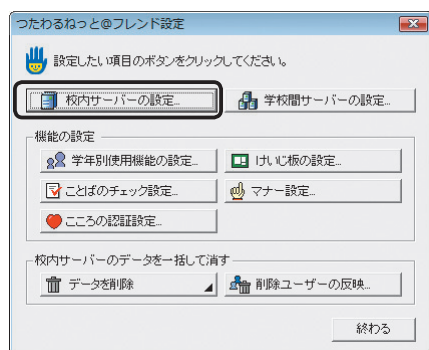 つたわるねっと@フレンド設定
設定したい項目のボタンをクリックしてください。
校内サーバーの設定...
学校間サーバーの設定...
機能の設定
学年別使用機能の設定...
けいじ板の設定...
ことばのチェック設定...
マナー設定...
こころの認証設定...
校内サーバーのデータを一括して消す
データを削除
削除ユーザーの反映...
終わる